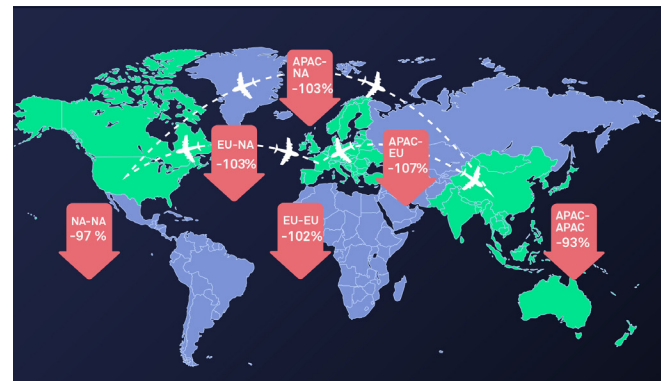 APAC-
NA
-103%
EU-NA
-103%
APAC-
EU
-107%
NA-NA
-97 %
EU-EU
-102%
APAC-
APAC
-93%